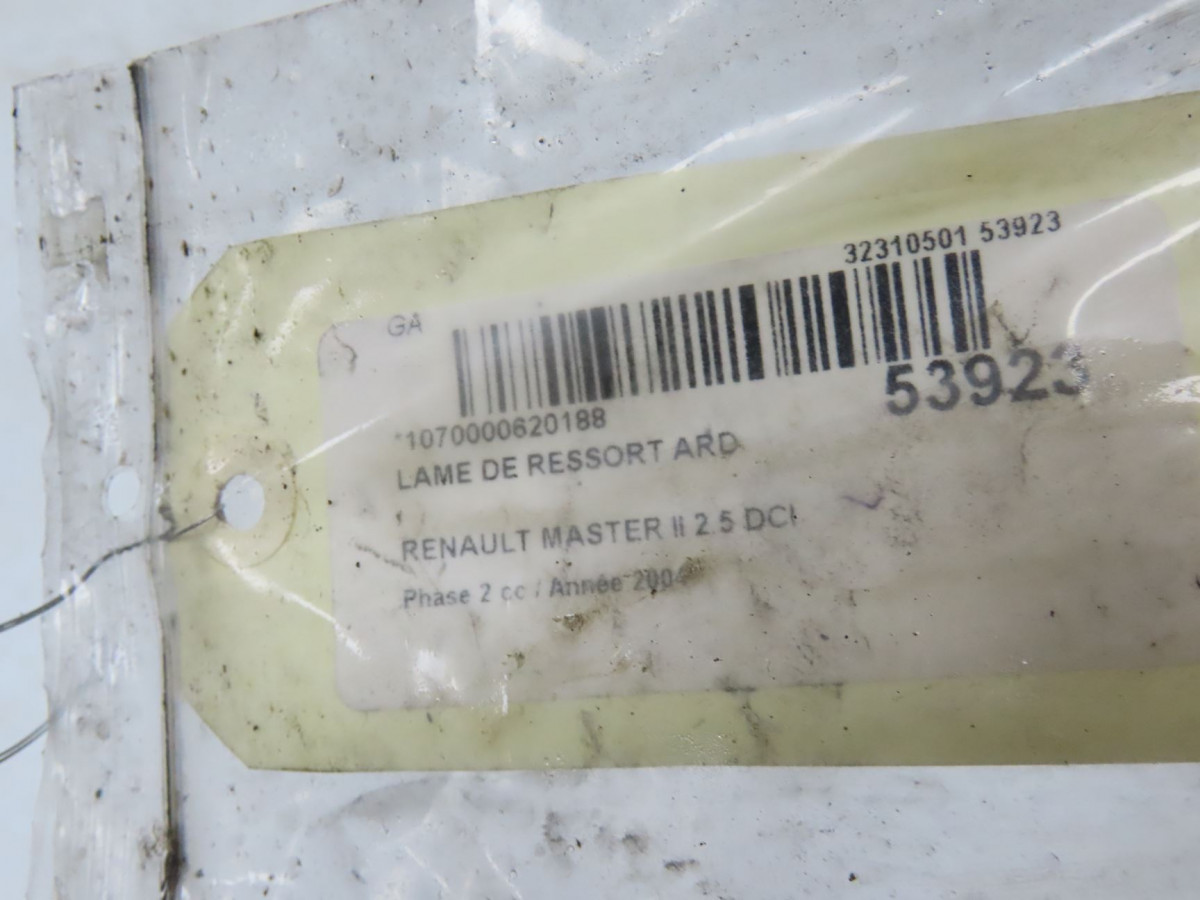 32310501 53923
GA
53923
*1070000620188
LAME DE RESSORT ARD
RENAULT MASTER II 2.5 DCI
Phase 2 cc / Année 2004